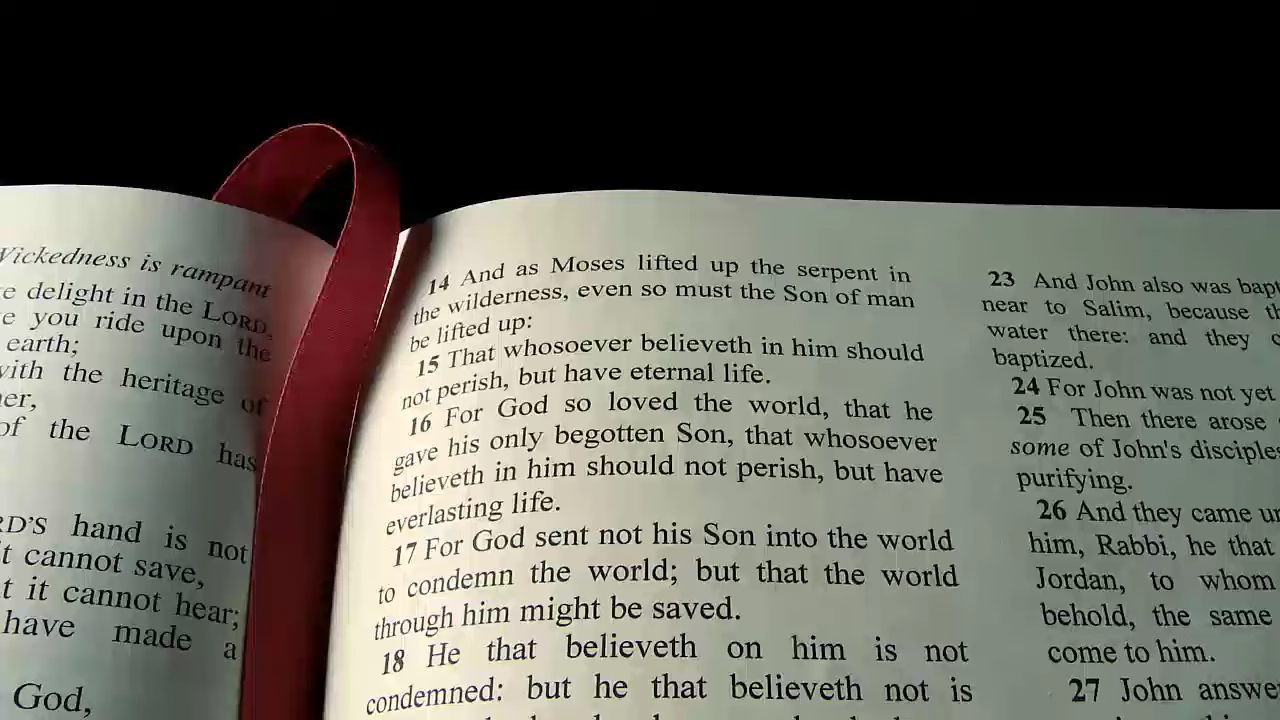 Wickedness is rampant
delight in the LORD,
you ride upon the
earth;
with the heritage of
of the LORD has
hand is not
cannot save,
it cannot hear;
have made a
God,
14 And as Moses lifted up the serpent in
the wilderness, even so must the Son of man
be lifted up:
15 That whosoever believeth in him should
not perish, but have eternal life.
16 For God so loved the world, that he
gave his only begotten Son, that whosoever
believeth in him should not perish, but have
everlasting life.
17 For God sent not his Son into the world
to condemn the world; but that the world
through him might be saved.
18 He that believeth on him is not
condemned: but he that believeth not is
23 And John also was
near to Salim, because
water there: and they
baptized.
24 For John was not yet
25 Then there arose
some of John's
purifying.
26 And they came
him, Rabbi, he that
Jordan, to whom
behold, the same
come to him.
27 John